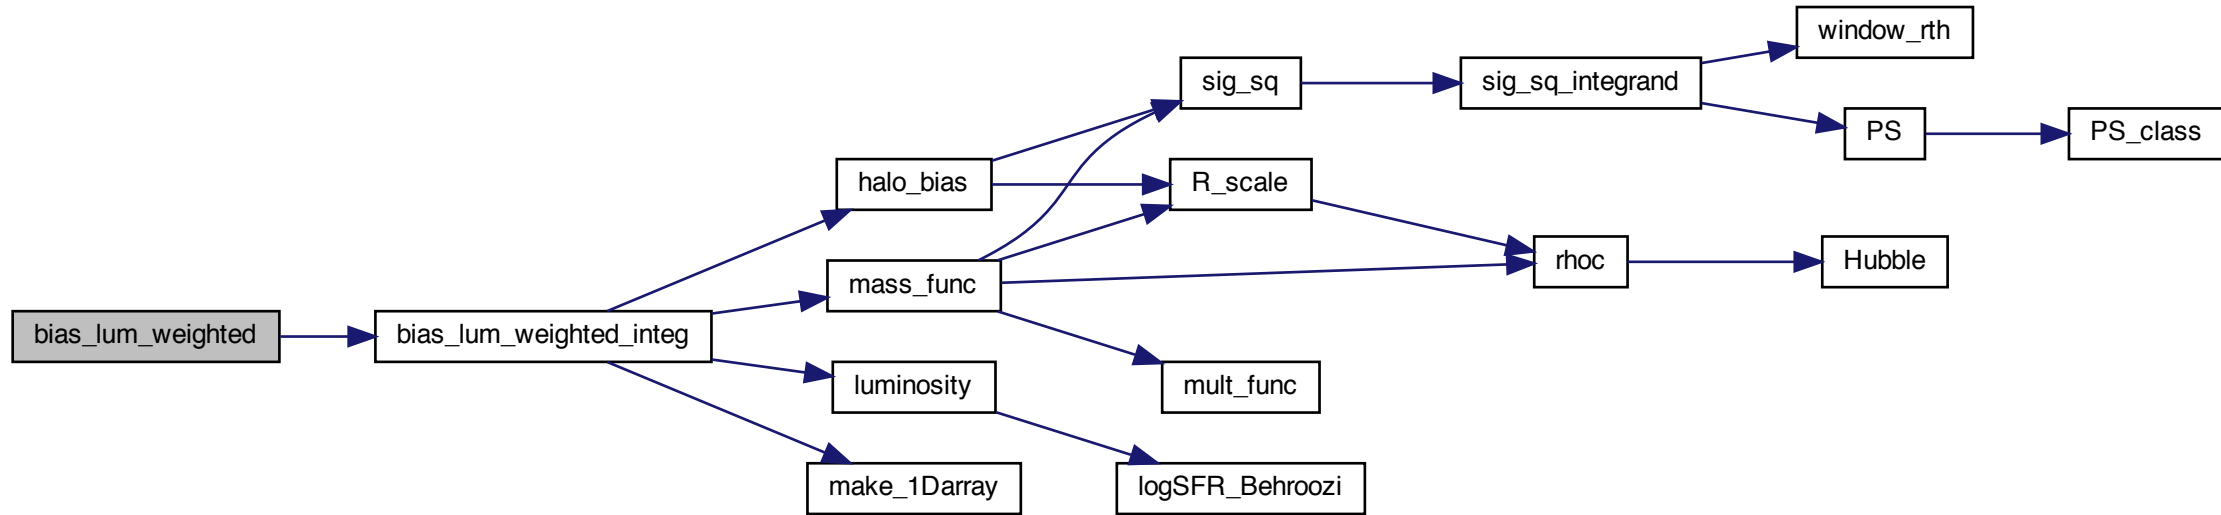 window_rth
sig_sq
sig_sq_integrand
PS
PS_class
halo_bias
R_scale
rhoc
Hubble
mass_func
bias_lum_weighted
bias_lum_weighted_integ
luminosity
mult_func
make_1Darray
logSFR_Behroozi